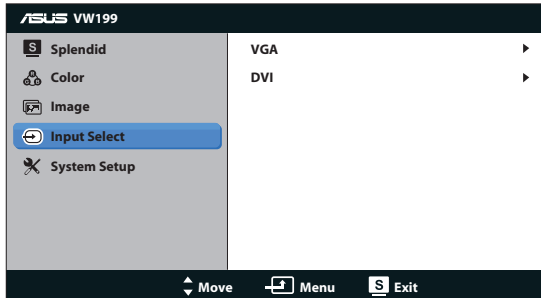 ASUS VW199
S Splendid
Color
Image
Input Select
System Setup
VGA
DVI
Move Menu S Exit